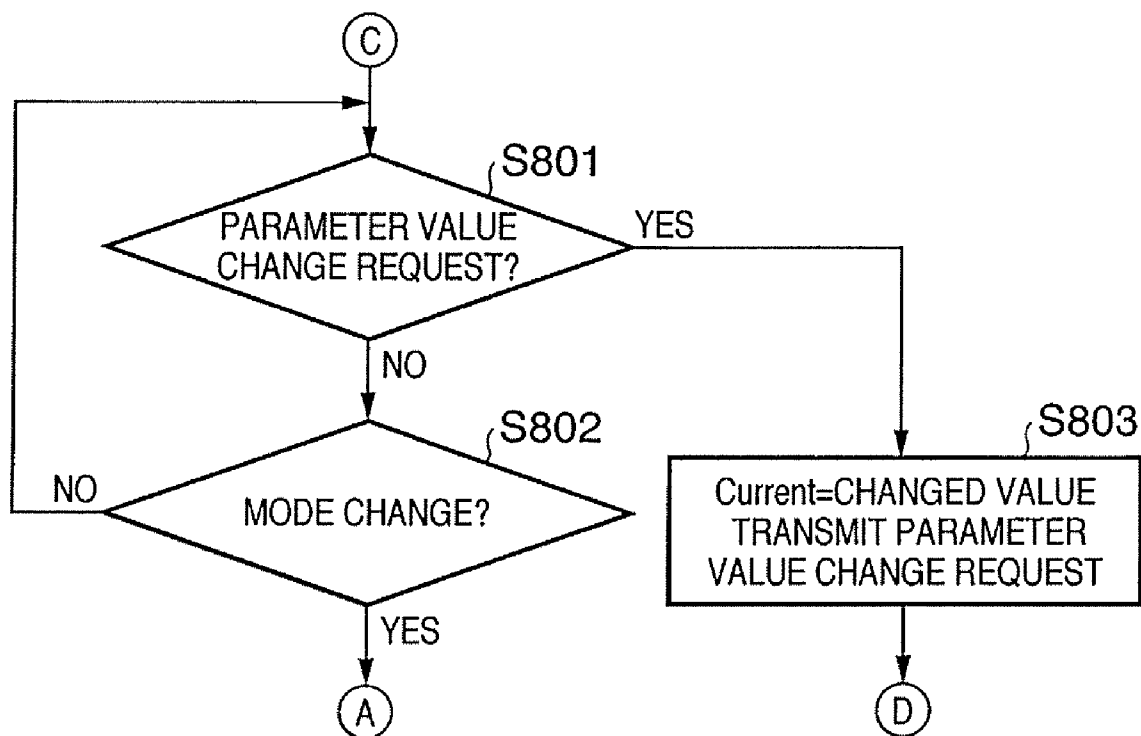 C
S801
PARAMETER VALUE
CHANGE REQUEST?
YES
NO
S802
MODE CHANGE?
NO
YES
S803
Current=CHANGED VALUE
TRANSMIT PARAMETER
VALUE CHANGE REQUEST
A
D